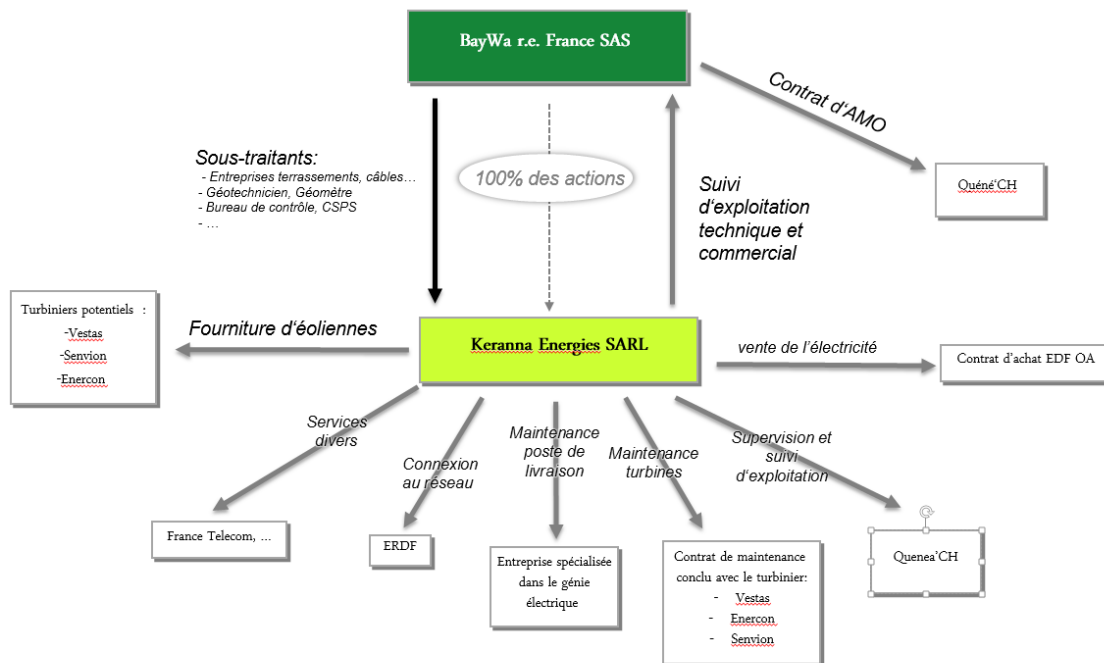 BayWa r.e. France SAS
Contrat d'AMO
Sous-traitants:
- Entreprises terrassements, câbles…
- Géotechnicien, Géomètre
- Bureau de contrôle, CSPS
- …
100% des actions
Suivi
d'exploitation
technique et
commercial
Quéné'CH
Turbiniers potentiels :
-Vestas
-Senvion
-Enercon
Fourniture d'éoliennes
Keranna Energies SARL
vente de l'électricité
Contrat d'achat EDF OA
Services
divers
Connexion
au réseau
Maintenance
poste de
livraison
Maintenance
turbines
Supervision et
suivi
d'exploitation
France Telecom, ...
ERDF
Entreprise spécialisée
dans le génie
électrique
Contrat de maintenance
conclu avec le turbinier:
- Vestas
- Enercon
- Senvion
Quenea'CH